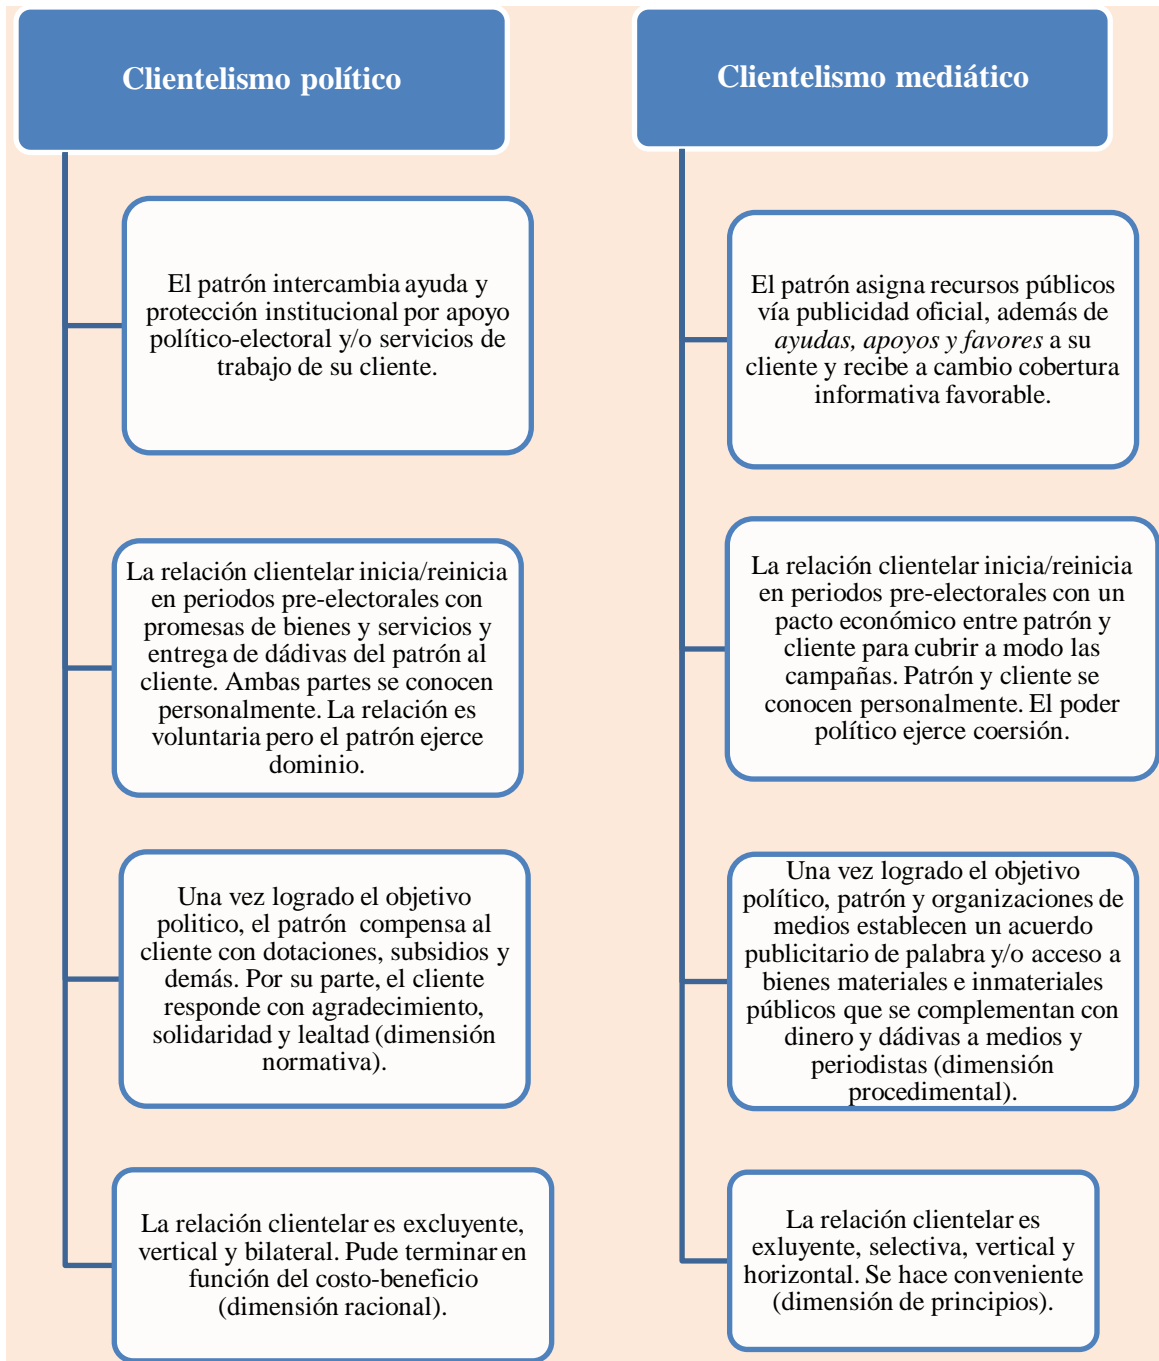 Clientelismo político
El patrón intercambia ayuda y
protección institucional por apoyo
político-electoral y/o servicios de
trabajo de su cliente.
La relación clientelar inicia/reinicia
en periodos pre-electorales con
promesas de bienes y servicios y
entrega de dádivas del patrón al
cliente. Ambas partes se conocen
personalmente. La relación es
voluntaria pero el patrón ejerce
dominio.
Una vez logrado el objetivo
politico, el patrón compensa al
cliente con dotaciones, subsidios y
demás. Por su parte, el cliente
responde con agradecimiento,
solidaridad y lealtad (dimensión
normativa).
La relación clientelar es excluyente,
vertical y bilateral. Pude terminar en
función del costo-beneficio
(dimensión racional).
Clientelismo mediático
El patrón asigna recursos públicos
vía publicidad oficial, además de
ayudas, apoyos y favores a su
cliente y recibe a cambio cobertura
informativa favorable.
La relación clientelar inicia/reinicia
en periodos pre-electorales con un
pacto económico entre patrón y
cliente para cubrir a modo las
campañas. Patrón y cliente se
conocen personalmente. El poder
político ejerce coersión.
Una vez logrado el objetivo
político, patrón y organizaciones de
medios establecen un acuerdo
publicitario de palabra y/o acceso a
bienes materiales e inmateriales
públicos que se complementan con
dinero y dádivas a medios y
periodistas (dimensión
procedimental).
La relación clientelar es
exluyente, selectiva, vertical y
horizontal. Se hace conveniente
(dimensión de principios).